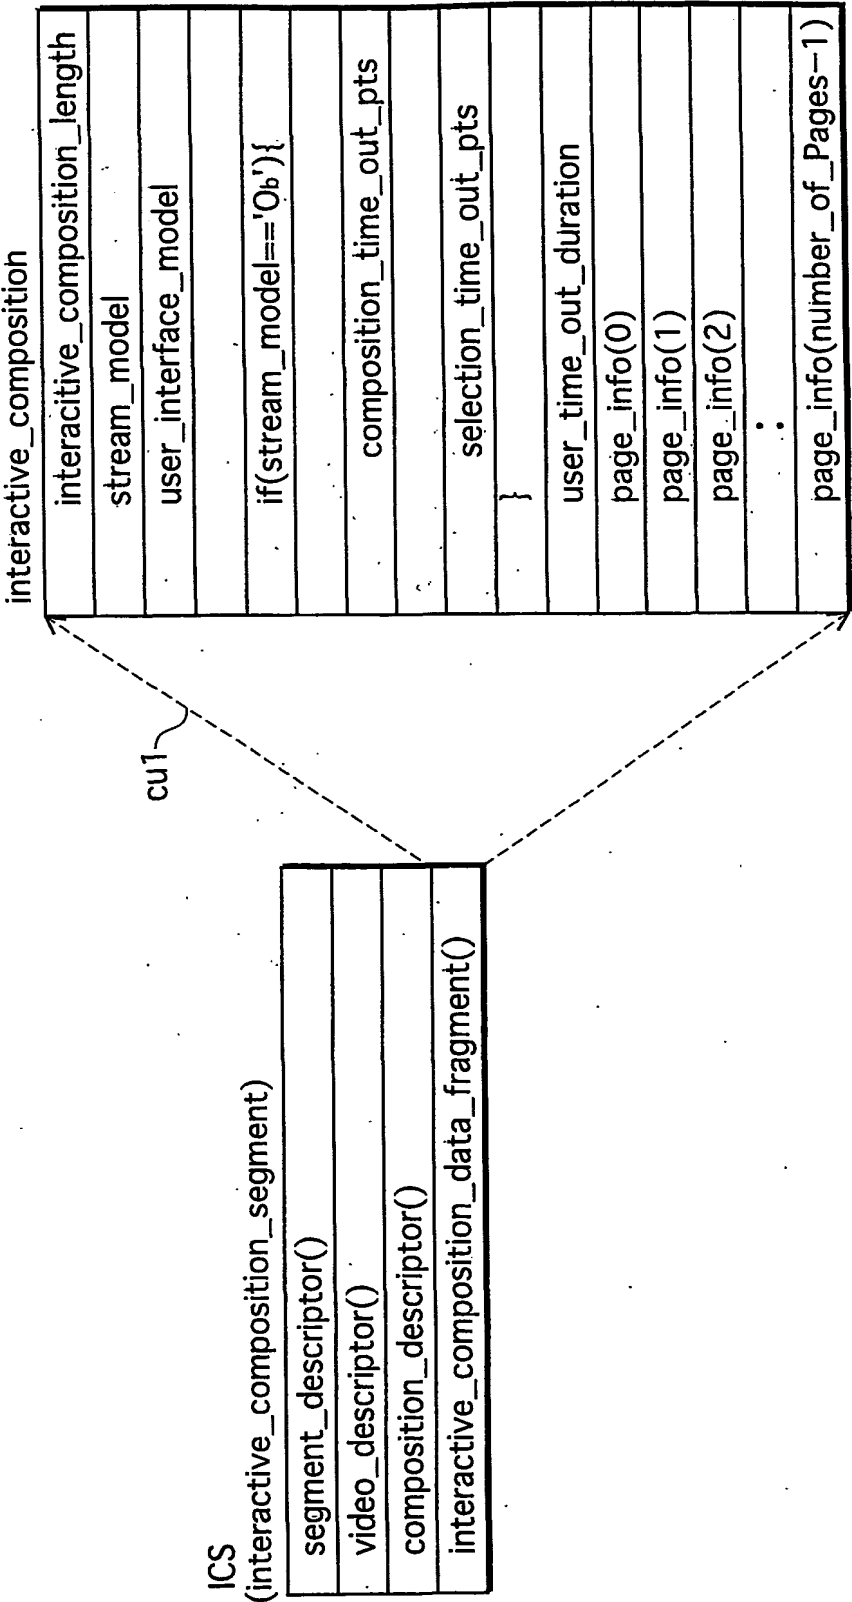 ICS
(interactive_composition_segment)
segment_descriptor()
video_descriptor()
composition_descriptor()
interactive_composition_data_fragment()
cu1
interactive_composition
interacitive_composition_length
stream_model
user_interface_model
if(stream_model=='0b'){
composition_time_out_pts
selection_time_out_pts
}
user_time_out_duration
page_info(0)
page_info(1)
page_info(2)
:
page_info(number_of_Pages-1)